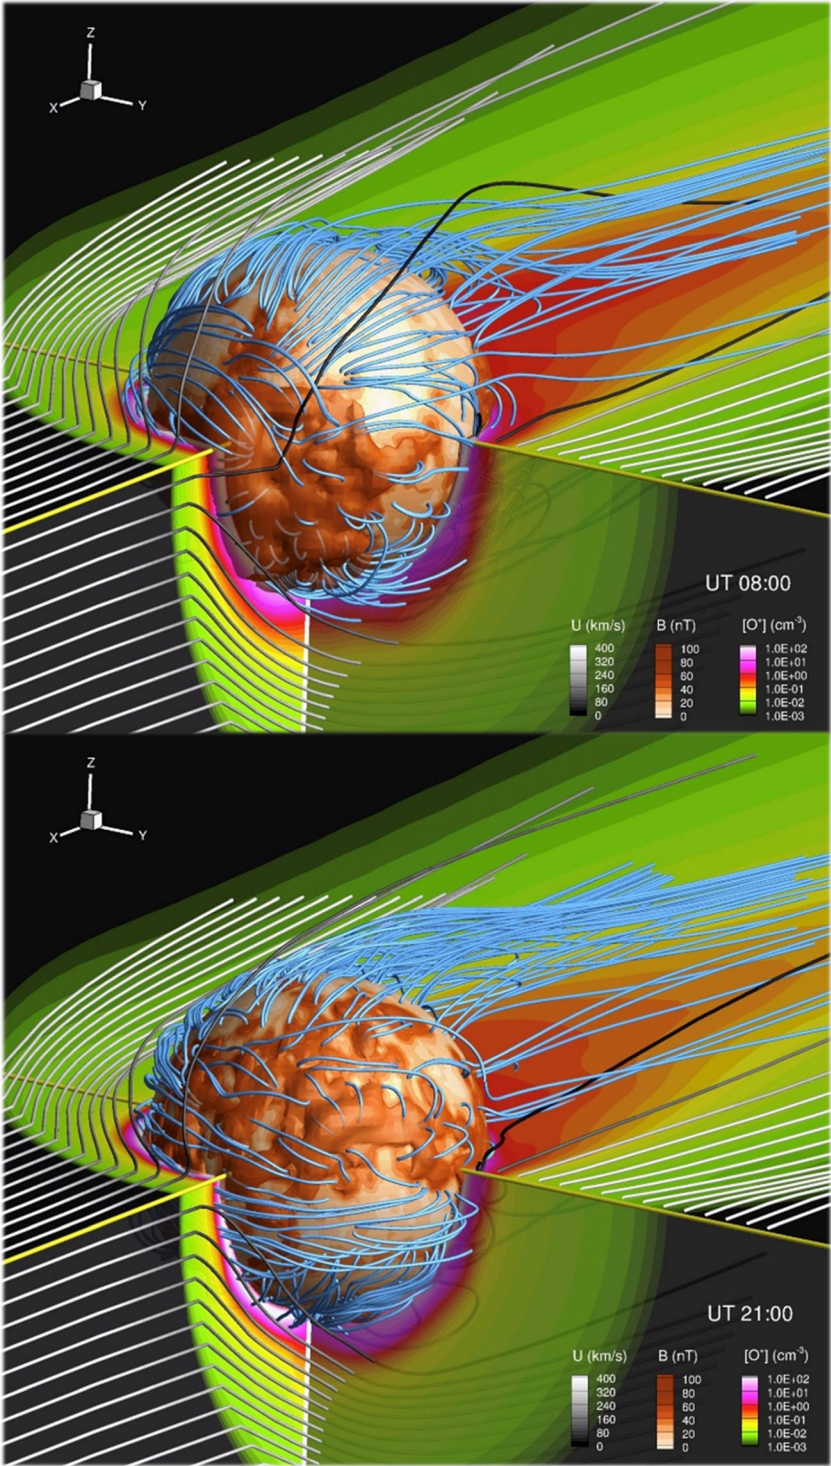 Z
X Y
UT 08:00
U (km/s) B (nT) [O⁺] (cm⁻³)
400 100 1.0E+02
320 80 1.0E+01
240 60 1.0E+00
160 40 1.0E-01
80 20 1.0E-02
0 0 1.0E-03
Z
X Y
UT 21:00
U (km/s) B (nT) [O⁺] (cm⁻³)
400 100 1.0E+02
320 80 1.0E+01
240 60 1.0E+00
160 40 1.0E-01
80 20 1.0E-02
0 0 1.0E-03